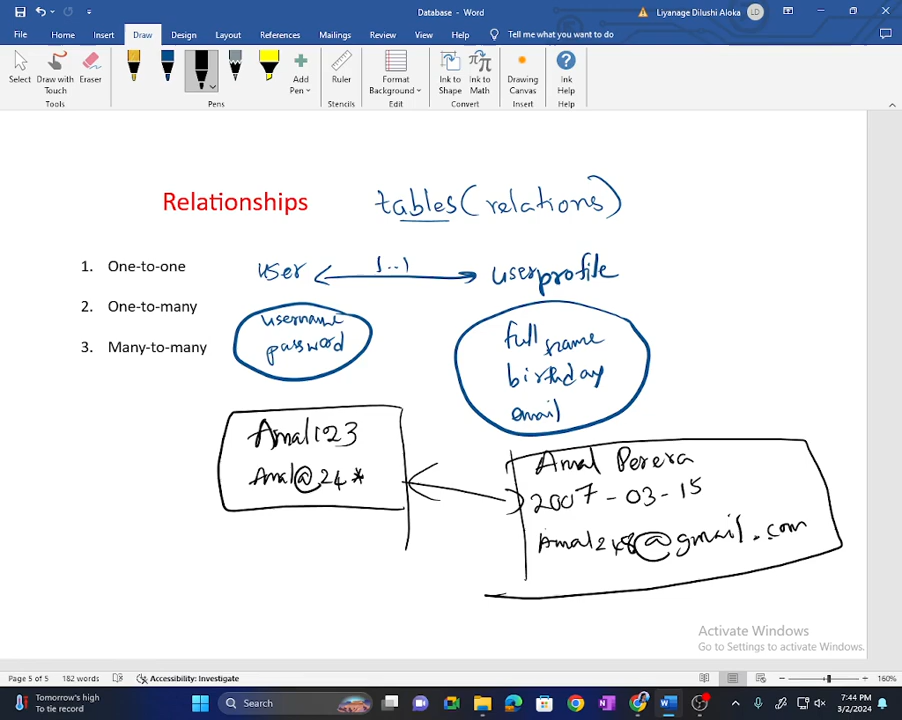 Database - Word
Liyanage Dilushi Aloka
LD
File Home Insert Draw Design Layout References Mailings Review View Help Tell me what you want to do
Select
Draw with Touch
Eraser
Add Pen
Ruler
Format Background
Ink to Shape
Ink to Math
Drawing Canvas
Ink Help
Tools Pens Stencils Edit Convert Insert Help
Relationships tables(relations)
1. One-to-one user 1..1 userprofile
2. One-to-many
username
password
3. Many-to-many
full name
birthday
email
Amal123
Amal@24*
Amal Perera
2007-03-15
Amal248@gmail.com
Activate Windows
Go to Settings to activate Windows.
Page 5 of 5 182 words Accessibility: Investigate 160%
Tomorrow's high
To tie record
Search
7:44 PM
3/2/2024